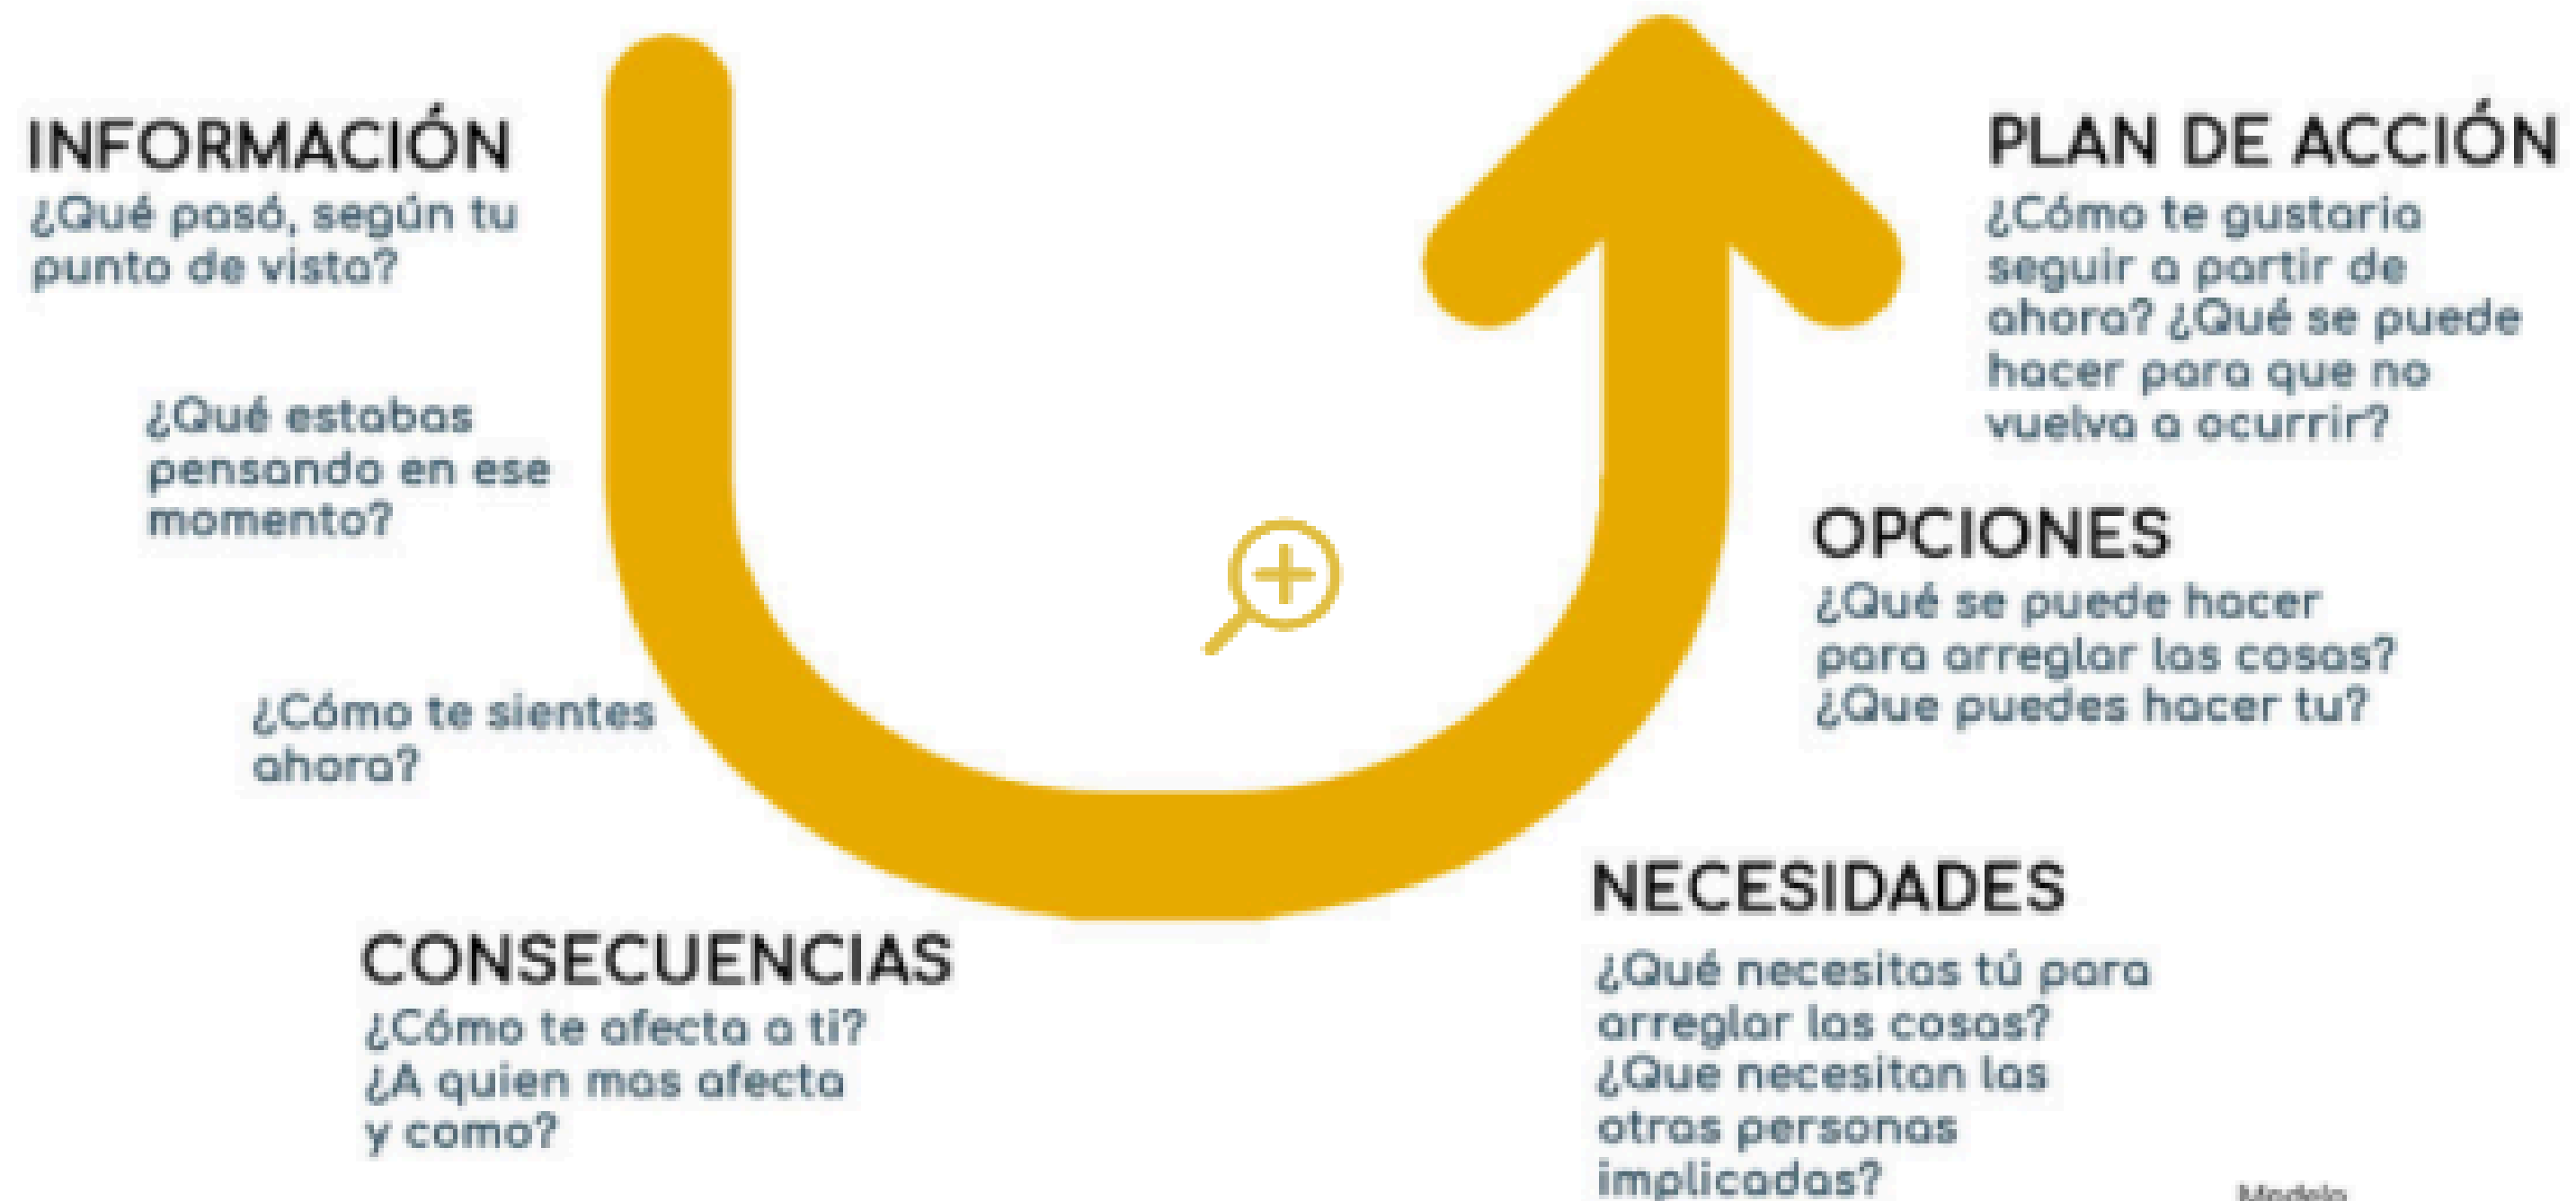 INFORMACIÓN
¿Qué pasó, según tu
punto de vista?
¿Qué estabas
pensando en ese
momento?
¿Cómo te sientes
ahora?
CONSECUENCIAS
¿Cómo te afecta a ti?
¿A quien mas afecta
y como?
NECESIDADES
¿Qué necesitas tú para
arreglar las cosas?
¿Que necesitan las
otras personas
implicadas?
OPCIONES
¿Qué se puede hacer
para arreglar las cosas?
¿Que puedes hacer tu?
PLAN DE ACCIÓN
¿Cómo te gustaria
seguir a partir de
ahora? ¿Qué se puede
hacer para que no
vuelva a ocurrir?
Modelo